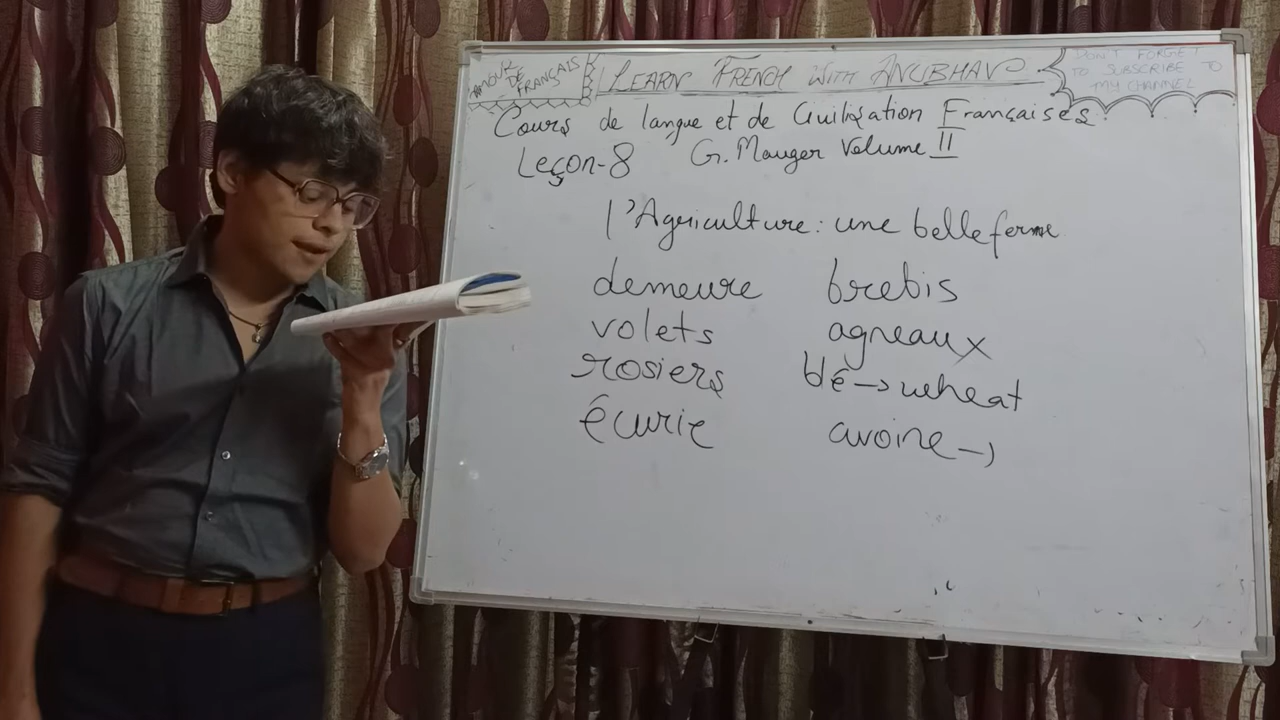 AMOUR DE FRANÇAIS
LEARN FRENCH WITH ANUBHAV
DON'T FORGET
TO SUBSCRIBE TO
MY CHANNEL
Cours de langue et de Civilisation Françaises
Leçon-8 G. Mauger Volume II
l'Agriculture: une belle ferme
demeure brebis
volets agneaux
rosiers blé → wheat
écurie avoine →